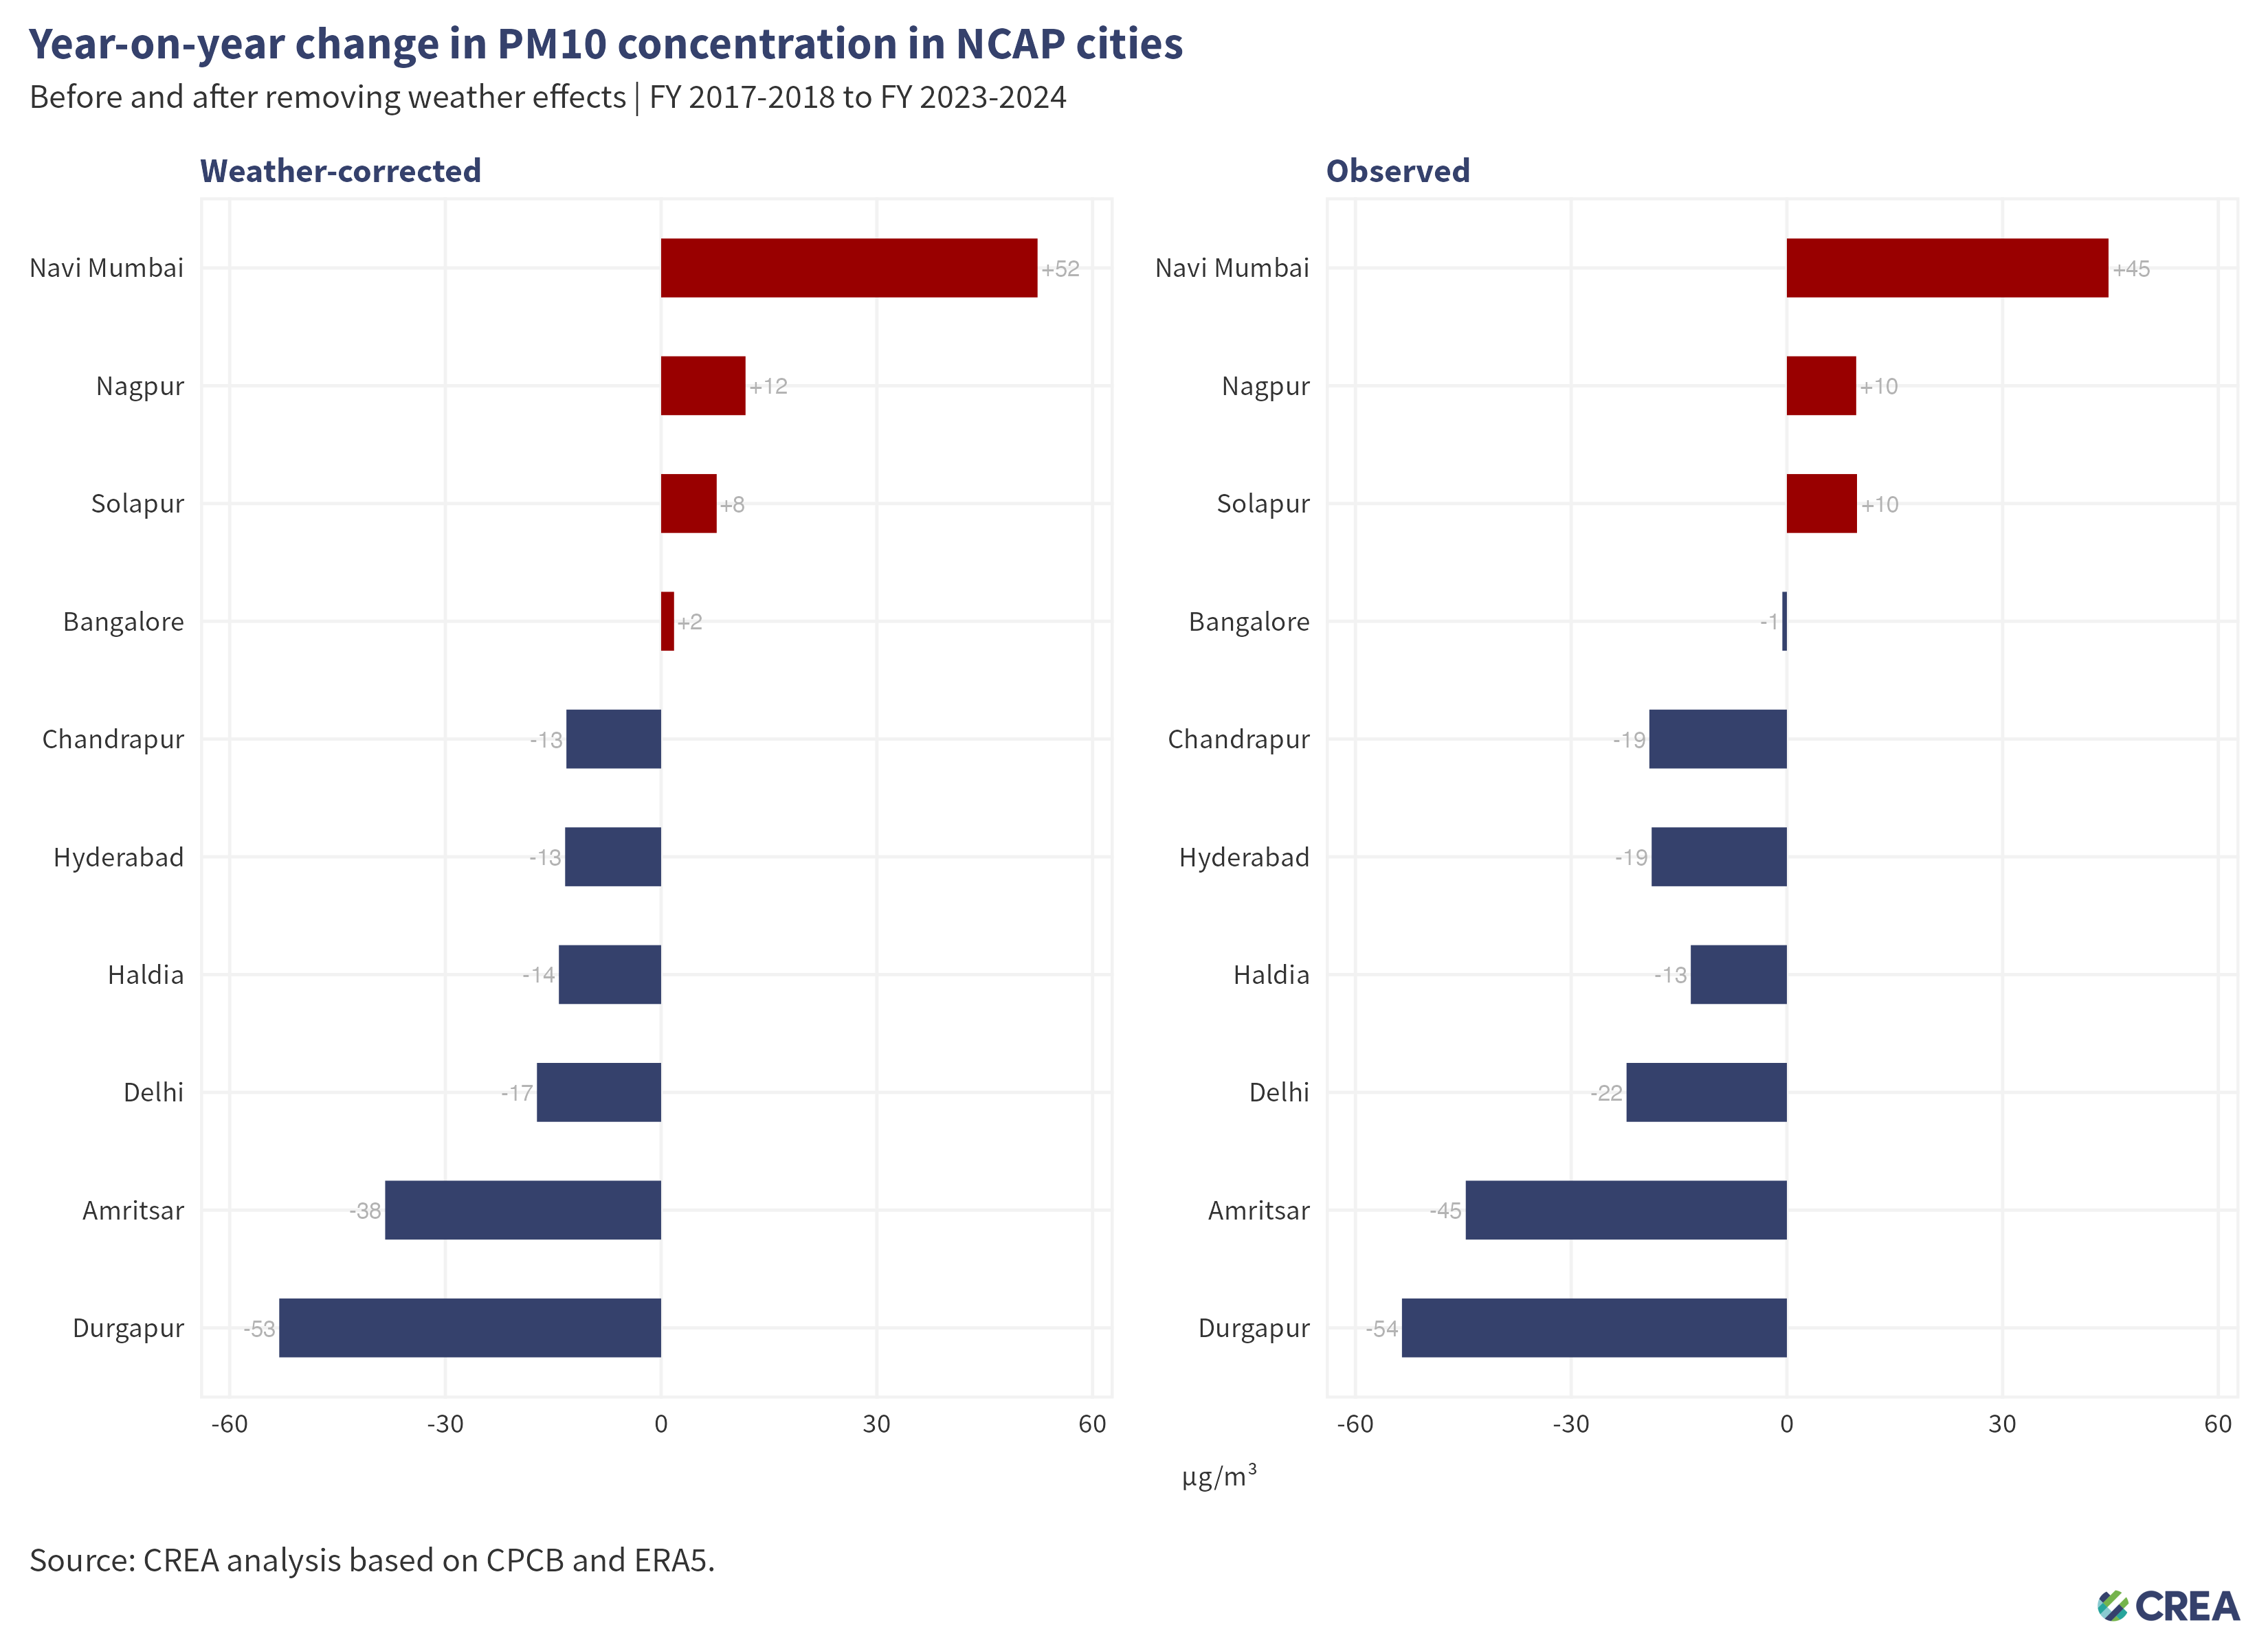 Year-on-year change in PM10 concentration in NCAP cities
Before and after removing weather effects | FY 2017-2018 to FY 2023-2024
Weather-corrected
Navi Mumbai +52
Nagpur +12
Solapur +8
Bangalore +2
Chandrapur -13
Hyderabad -13
Haldia -14
Delhi -17
Amritsar -38
Durgapur -53
-60 -30 0 30 60
Observed
Navi Mumbai +45
Nagpur +10
Solapur +10
Bangalore -1
Chandrapur -19
Hyderabad -19
Haldia -13
Delhi -22
Amritsar -45
Durgapur -54
-60 -30 0 30 60
µg/m³
Source: CREA analysis based on CPCB and ERA5.
CREA